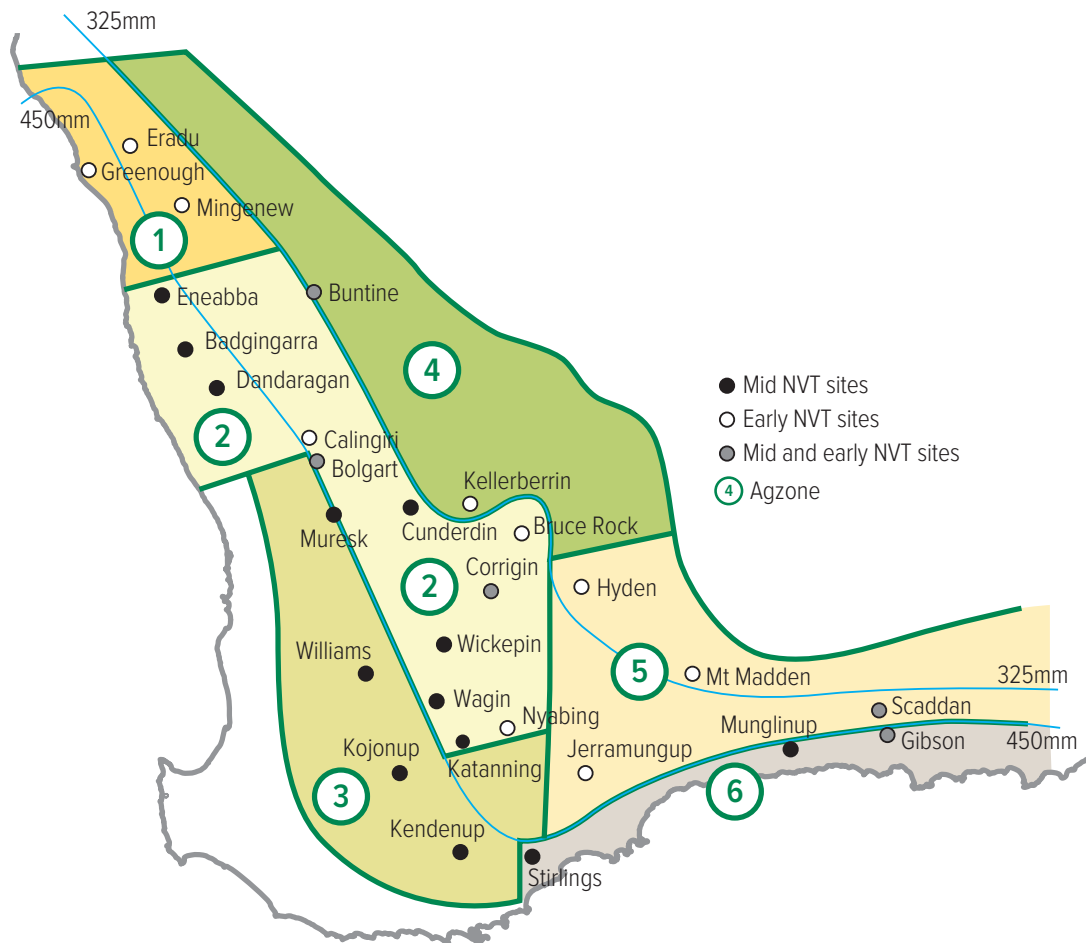 325mm
450mm
Eradu
Greenough
Mingenew
1
Eneabba
Buntine
Badgingarra
Dandaragan
4
Mid NVT sites
Early NVT sites
Mid and early NVT sites
4 Agzone
2
Calingiri
Bolgart
Kellerberrin
Muresk
Cunderdin
Bruce Rock
Corrigin
2
Hyden
Wickepin
Williams
5
Mt Madden
325mm
Wagin
Nyabing
Scaddan
Munglinup
Gibson
450mm
Kojonup
Katanning
Jerramungup
3
6
Kendenup
Stirlings